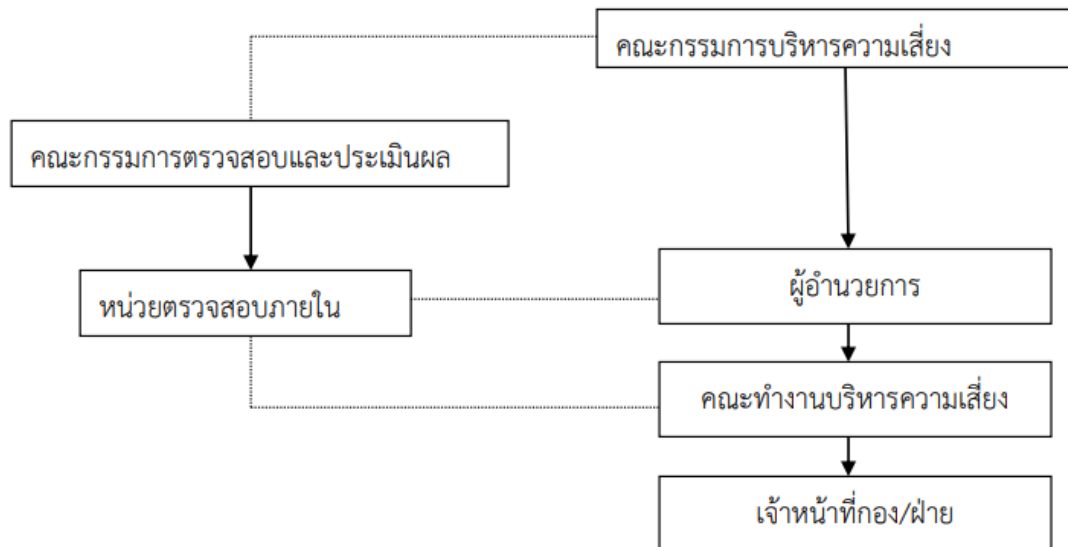 คณะกรรมการบริหารความเสี่ยง
คณะกรรมการตรวจสอบและประเมินผล
หน่วยตรวจสอบภายใน
ผู้อำนวยการ
คณะทำงานบริหารความเสี่ยง
เจ้าหน้าที่กอง/ฝ่าย